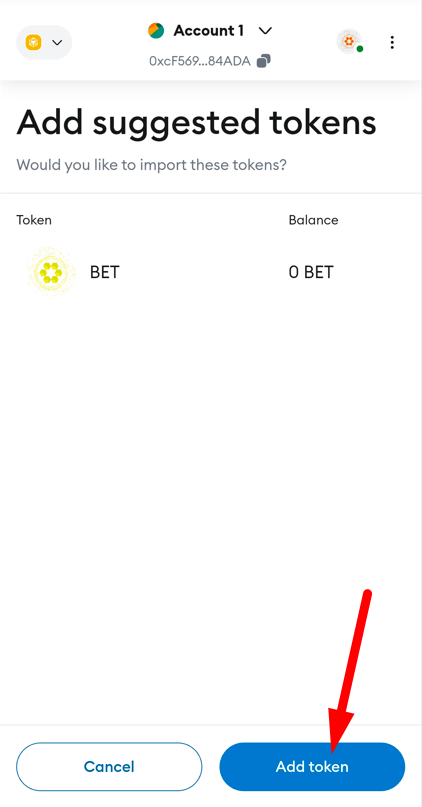 Account 1
0xcF569...84ADA
Add suggested tokens
Would you like to import these tokens?
Token Balance
BET 0 BET
Cancel Add token